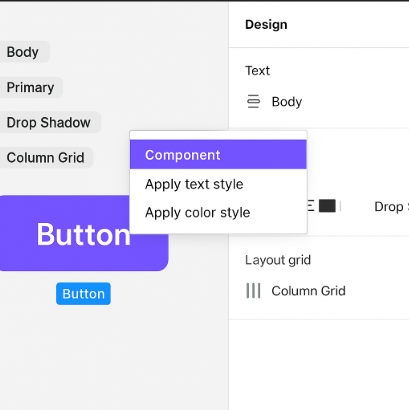 Design
Body
Text
Primary
Body
Drop Shadow
Column Grid
Component
Apply text style
Apply color style
Drop S
Button
Layout grid
Button
Column Grid